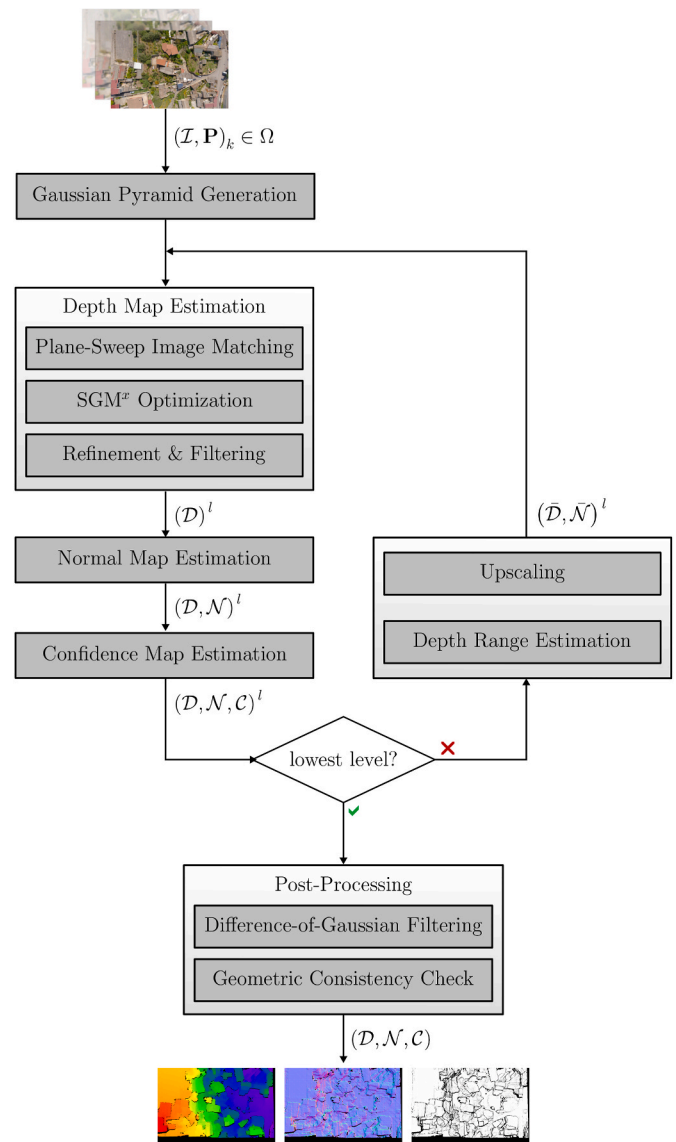 (𝓘, 𝐏)ₖ ∈ Ω
Gaussian Pyramid Generation
Depth Map Estimation
Plane-Sweep Image Matching
SGMˣ Optimization
Refinement & Filtering
(𝒟)ˡ
Normal Map Estimation
(𝒟, 𝒩)ˡ
Confidence Map Estimation
(𝒟, 𝒩, 𝒞)ˡ
lowest level?
(𝒟̄, 𝒩̄)ˡ
Upscaling
Depth Range Estimation
Post-Processing
Difference-of-Gaussian Filtering
Geometric Consistency Check
(𝒟, 𝒩, 𝒞)